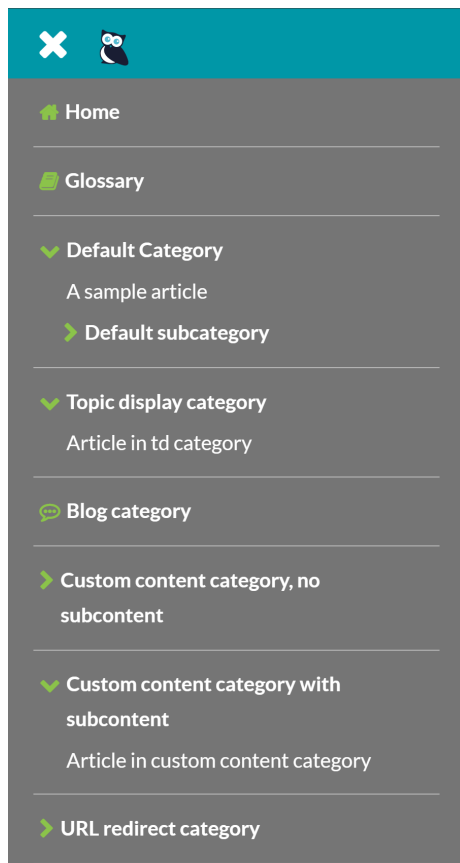 Home
Glossary
Default Category
A sample article
Default subcategory
Topic display category
Article in td category
Blog category
Custom content category, no
subcontent
Custom content category with
subcontent
Article in custom content category
URL redirect category